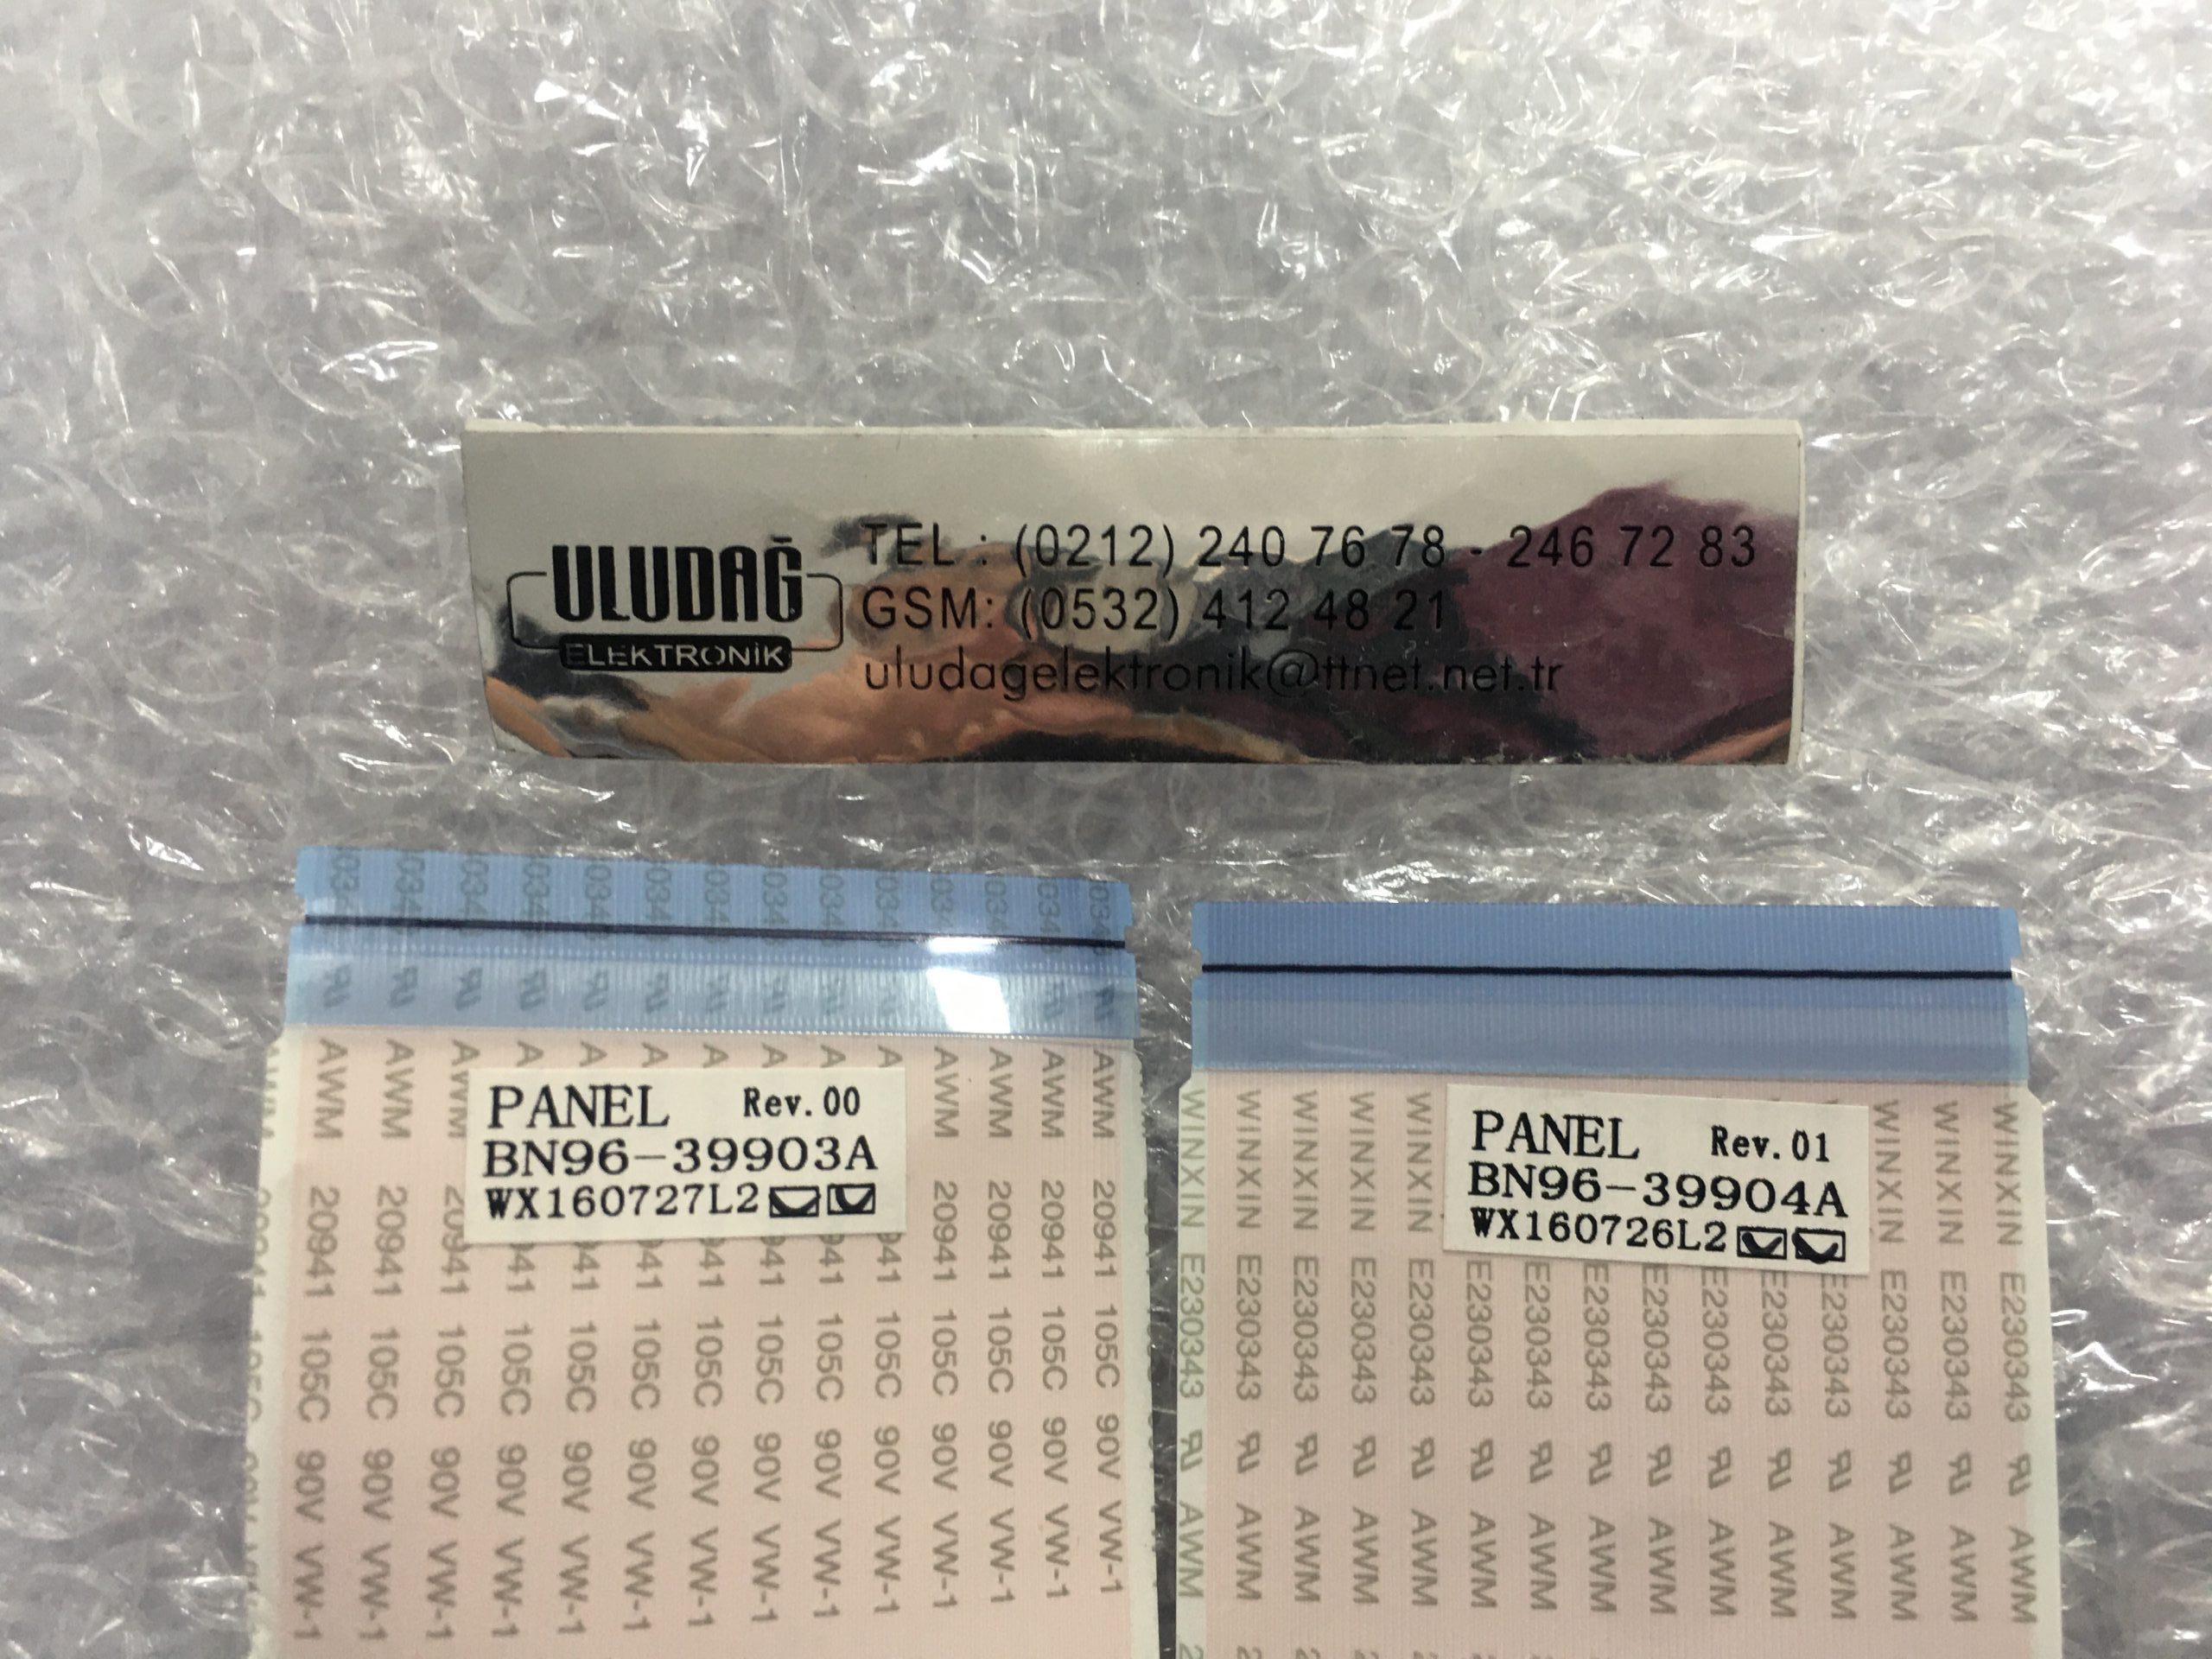 ULUDAĞ
ELEKTRONİK
TEL : (0212) 240 76 78 - 246 72 83
GSM: (0532) 412 48 21
uludagelektronik@ttnet.net.tr
PANEL Rev.00
BN96-39903A
WX160727L2
AWM 20941 105C 90V VW-1
PANEL Rev.01
BN96-39904A
WX160726L2
WINXIN E230343 AWM